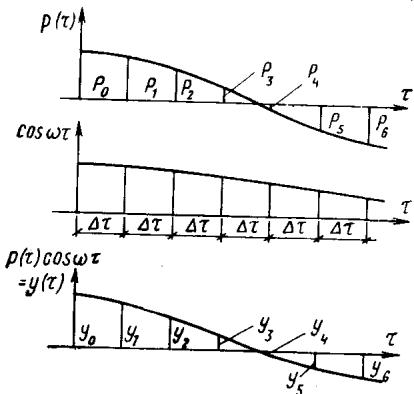 p(τ)
P₀ P₁ P₂ P₃ P₄ P₅ P₆ τ
cos ωτ
τ
Δτ Δτ Δτ Δτ Δτ Δτ
p(τ) cos ωτ
=y(τ)
y₀ y₁ y₂ y₃ y₄ y₅ y₆ τ